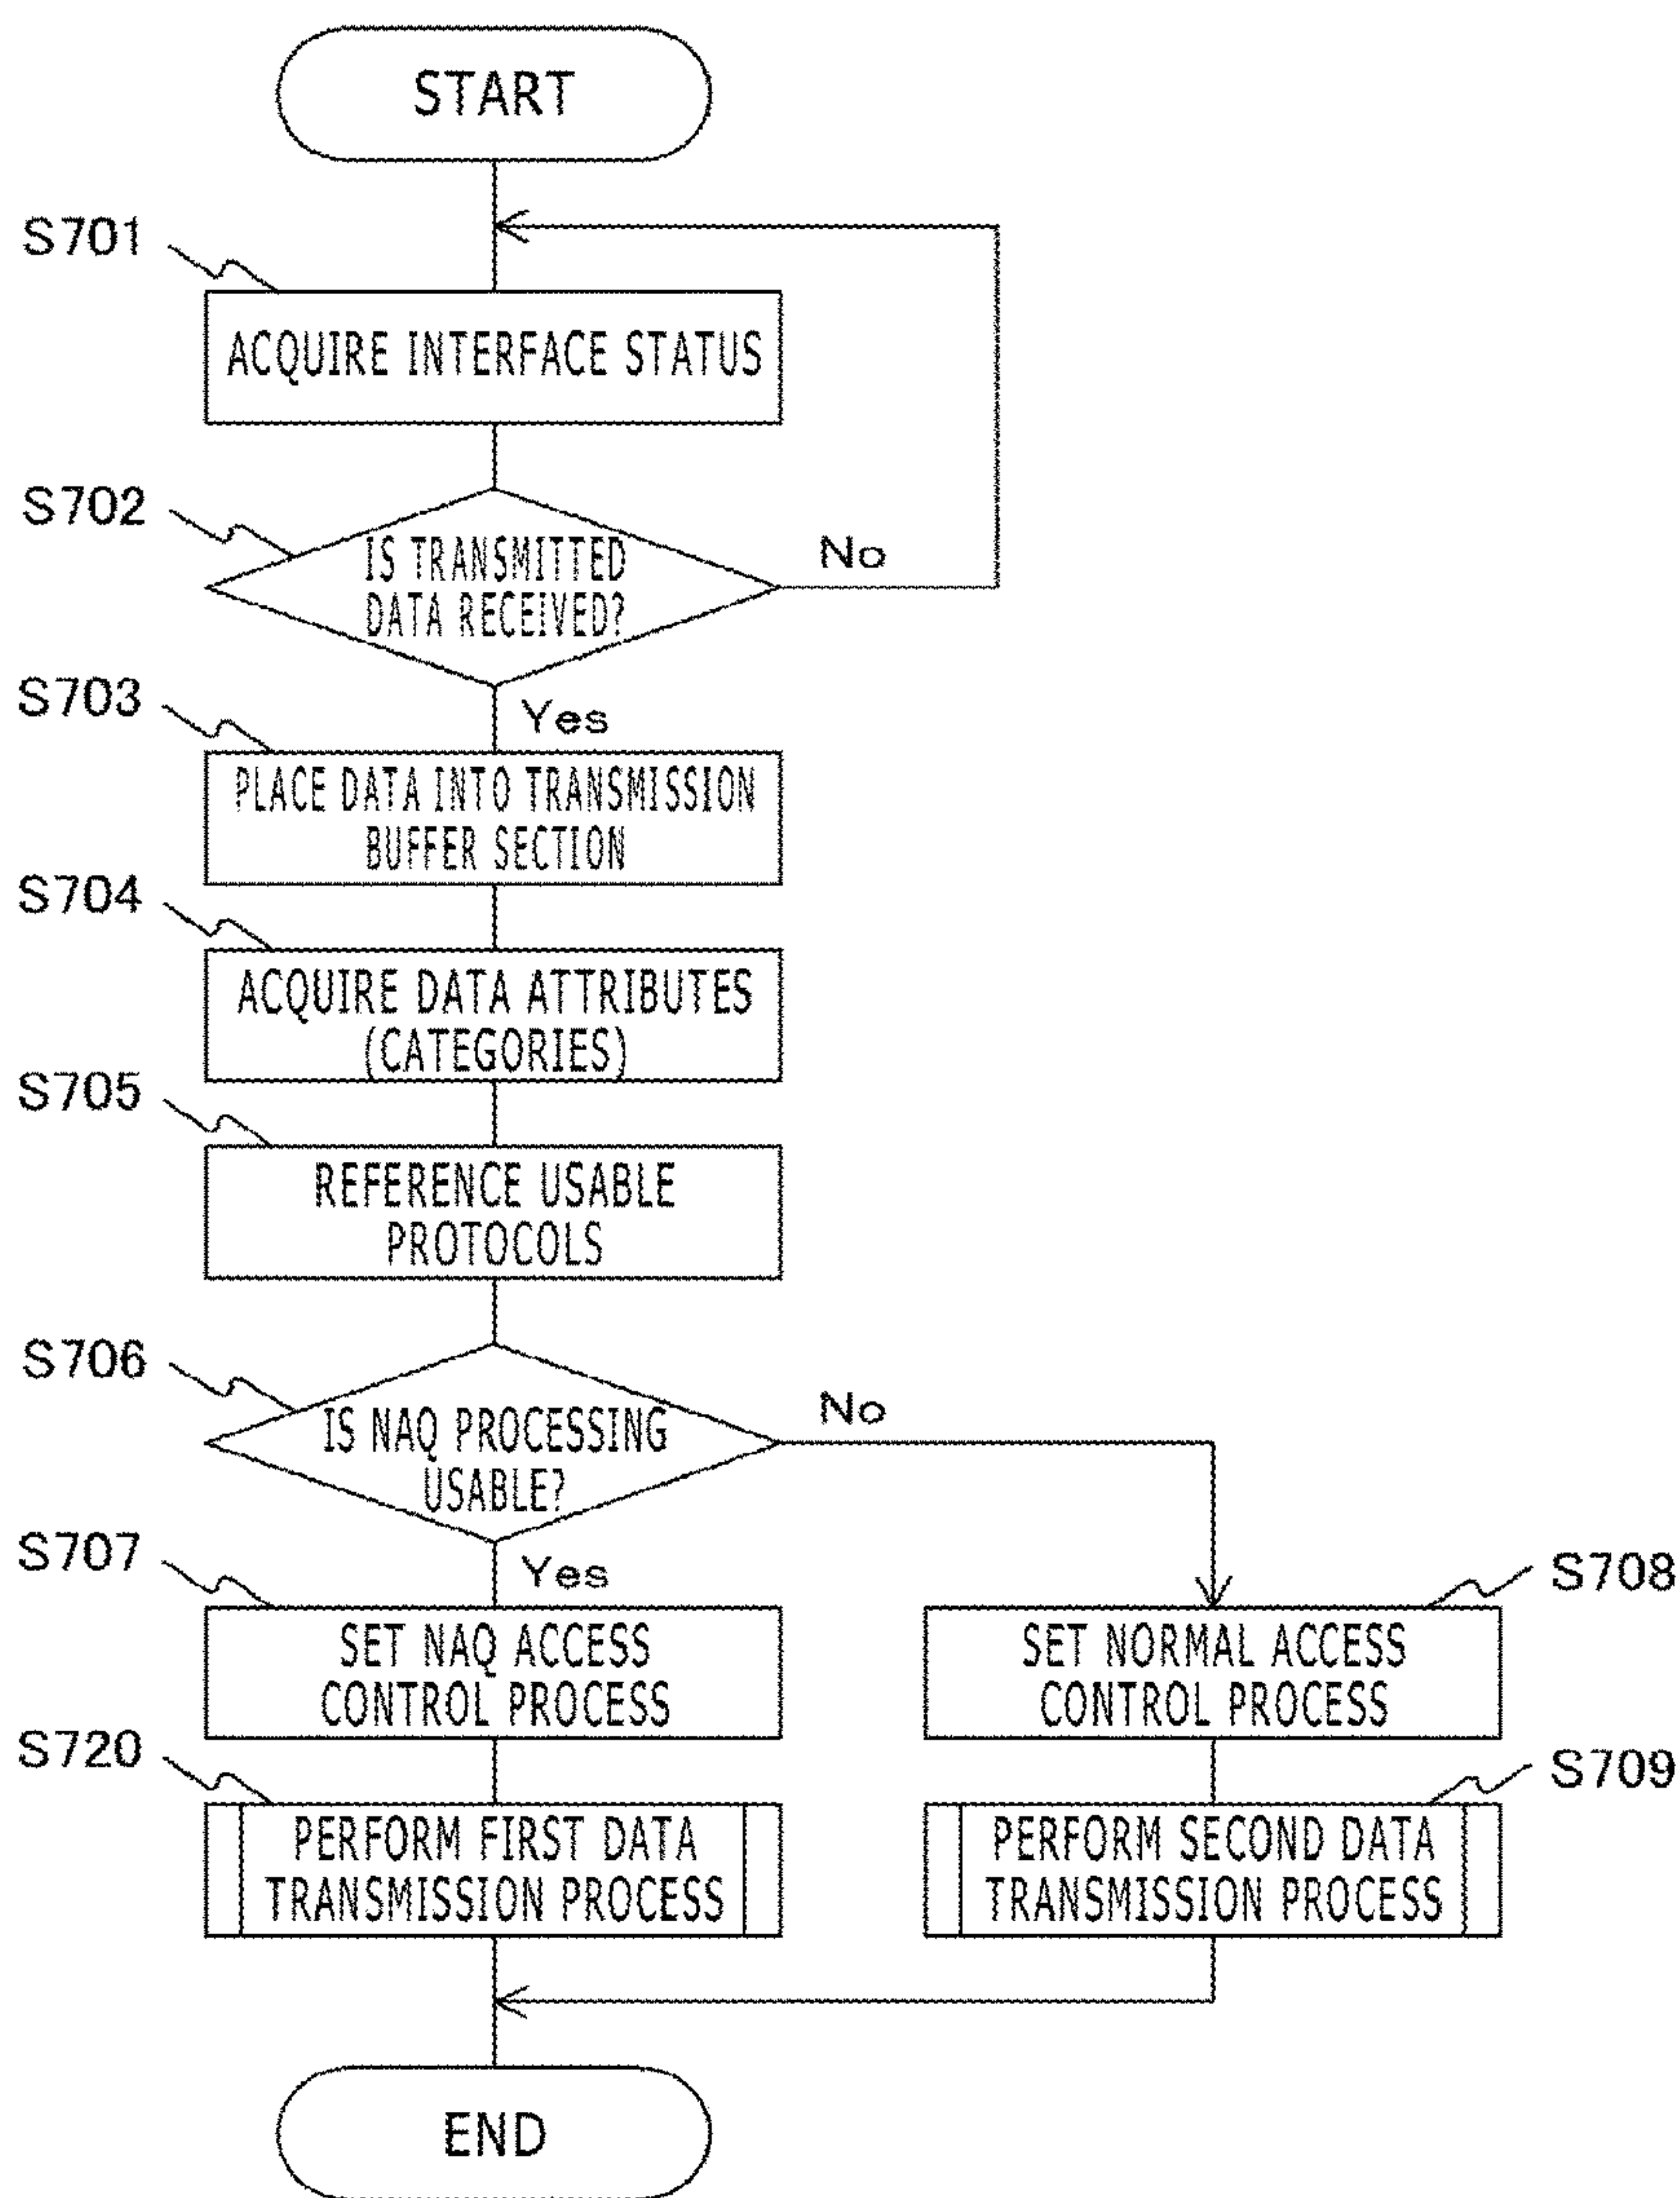 START
S701
ACQUIRE INTERFACE STATUS
S702
IS TRANSMITTED
DATA RECEIVED?
No
Yes
S703
PLACE DATA INTO TRANSMISSION
BUFFER SECTION
S704
ACQUIRE DATA ATTRIBUTES
(CATEGORIES)
S705
REFERENCE USABLE
PROTOCOLS
S706
IS NAQ PROCESSING
USABLE?
No
Yes
S707
SET NAQ ACCESS
CONTROL PROCESS
S708
SET NORMAL ACCESS
CONTROL PROCESS
S720
PERFORM FIRST DATA
TRANSMISSION PROCESS
S709
PERFORM SECOND DATA
TRANSMISSION PROCESS
END